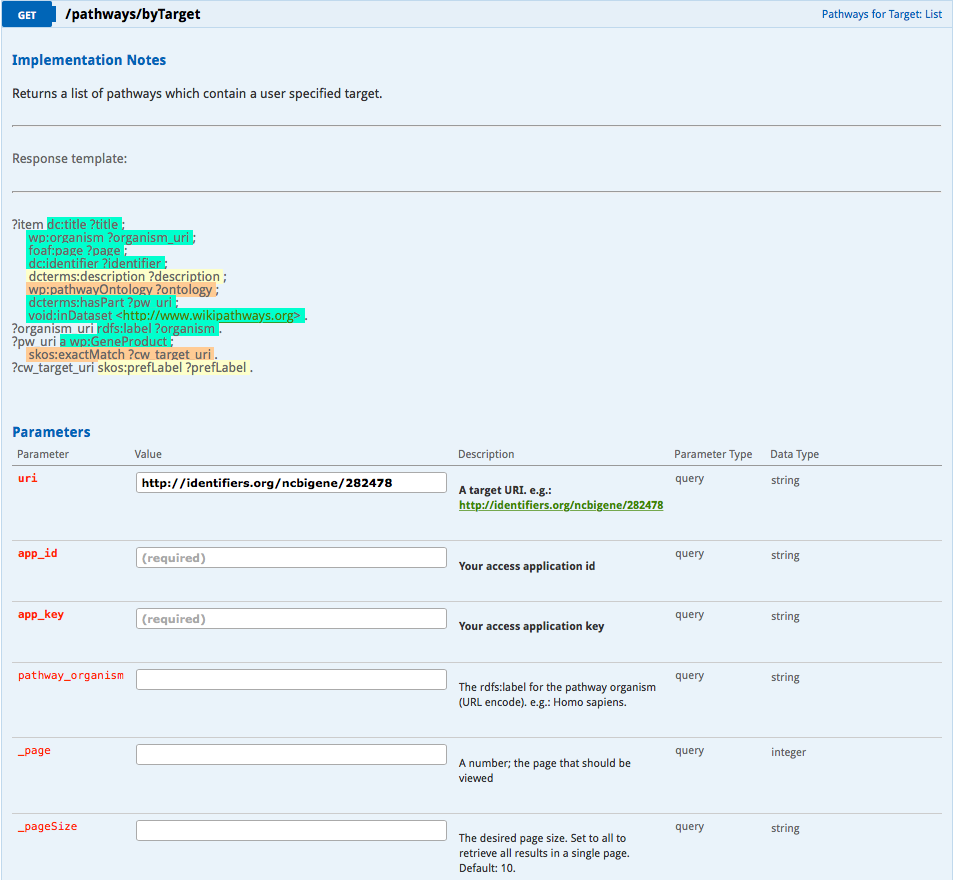 GET /pathways/byTarget Pathways for Target: List
Implementation Notes
Returns a list of pathways which contain a user specified target.
Response template:
?item dc:title ?title ;
wp:organism ?organism_uri ;
foaf:page ?page ;
dc:identifier ?identifier ;
dcterms:description ?description ;
wp:pathwayOntology ?ontology ;
dcterms:hasPart ?pw_uri ;
void:inDataset <http://www.wikipathways.org> .
?organism_uri rdfs:label ?organism .
?pw_uri a wp:GeneProduct ;
skos:exactMatch ?cw_target_uri .
?cw_target_uri skos:prefLabel ?prefLabel .
Parameters
Parameter Value Description Parameter Type Data Type
uri http://identifiers.org/ncbigene/282478 A target URI. e.g.: query string
http://identifiers.org/ncbigene/282478
app_id (required) Your access application id query string
app_key (required) Your access application key query string
pathway_organism The rdfs:label for the pathway organism query string
(URL encode). e.g.: Homo sapiens.
_page A number; the page that should be query integer
viewed
_pageSize The desired page size. Set to all to query string
retrieve all results in a single page.
Default: 10.